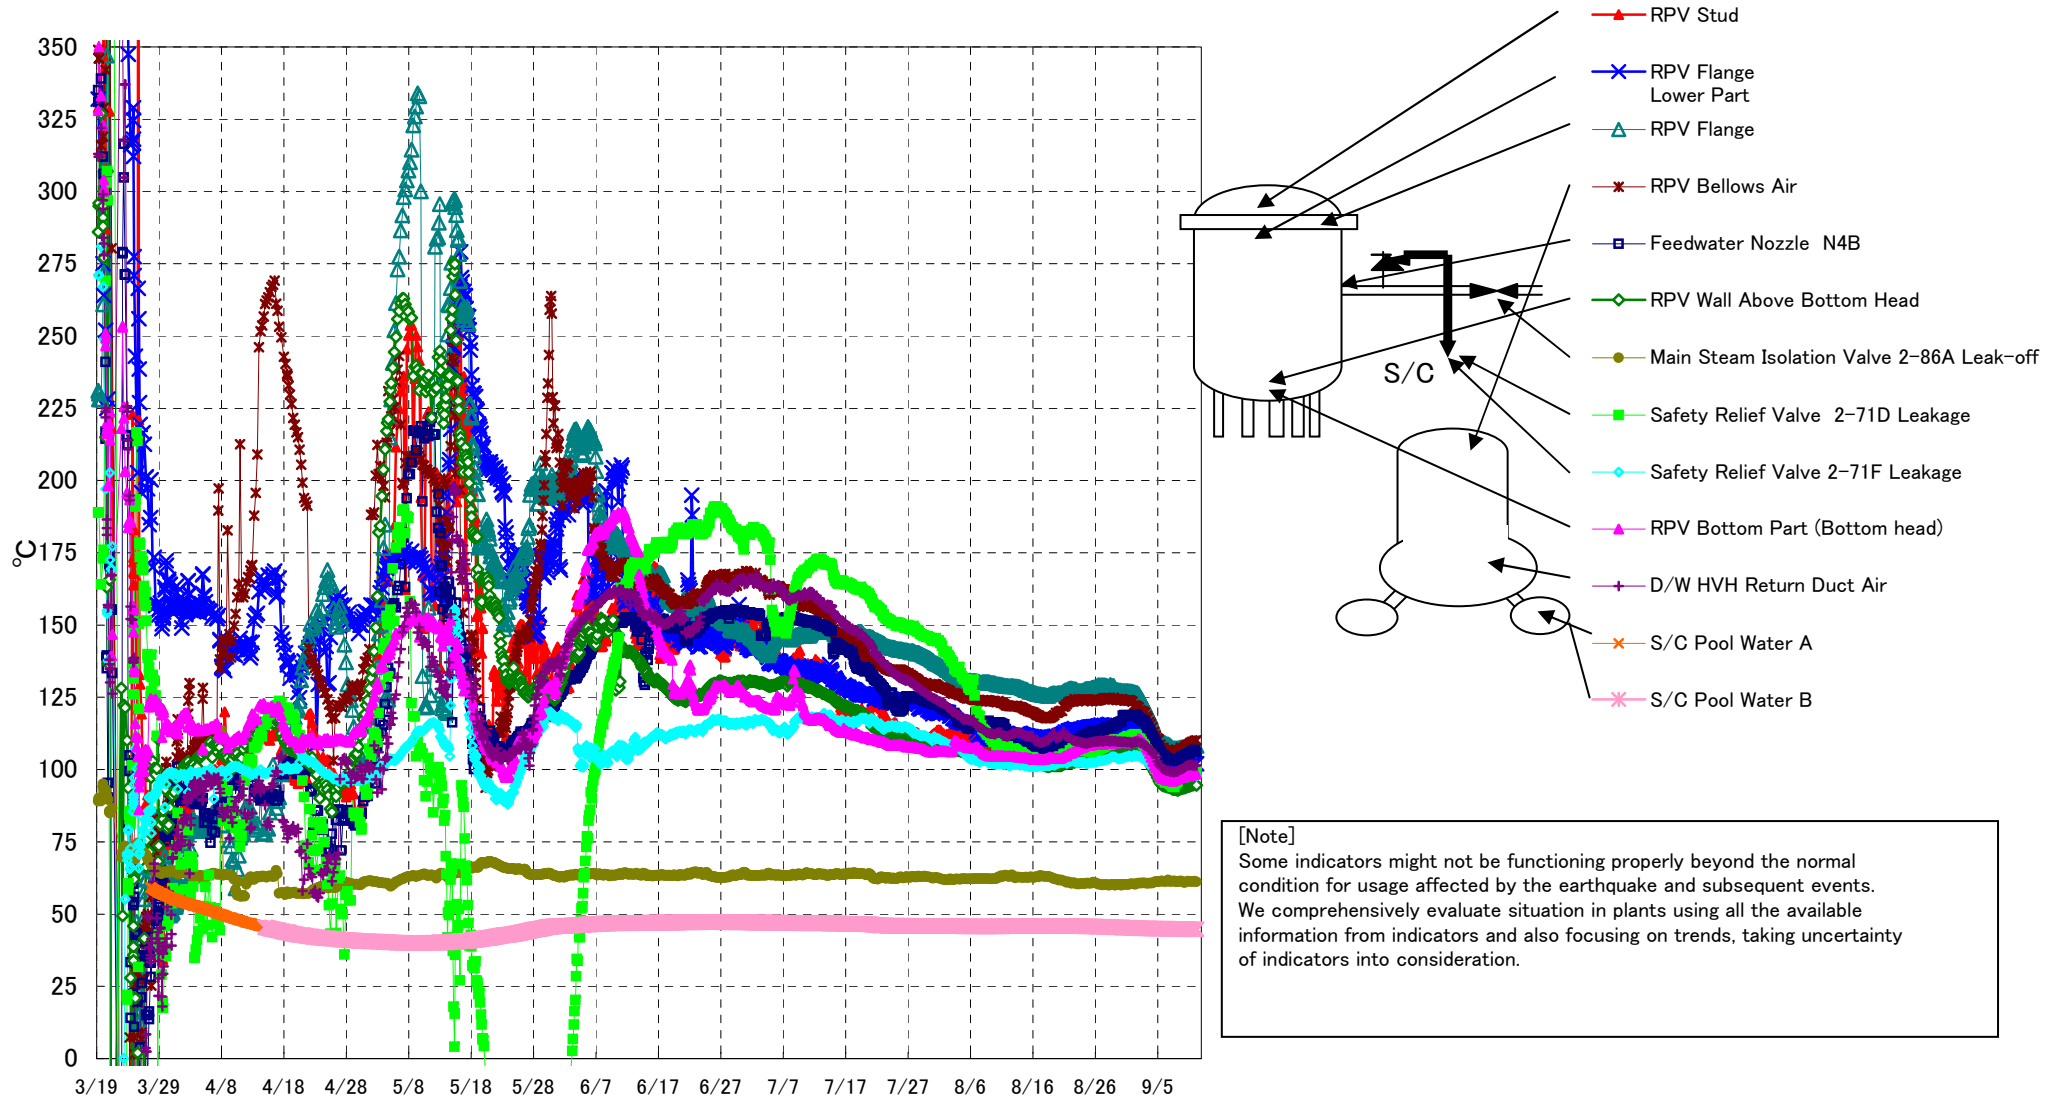 350
325
300
275
250
225
200
175
150
125
100
75
50
25
0
℃
3/19 3/29 4/8 4/18 4/28 5/8 5/18 5/28 6/7 6/17 6/27 7/7 7/17 7/27 8/6 8/16 8/26 9/5
RPV Stud
RPV Flange
Lower Part
RPV Flange
RPV Bellows Air
Feedwater Nozzle N4B
RPV Wall Above Bottom Head
Main Steam Isolation Valve 2-86A Leak-off
Safety Relief Valve 2-71D Leakage
Safety Relief Valve 2-71F Leakage
RPV Bottom Part (Bottom head)
D/W HVH Return Duct Air
S/C Pool Water A
S/C Pool Water B
S/C
[Note]
Some indicators might not be functioning properly beyond the normal
condition for usage affected by the earthquake and subsequent events.
We comprehensively evaluate situation in plants using all the available
information from indicators and also focusing on trends, taking uncertainty
of indicators into consideration.